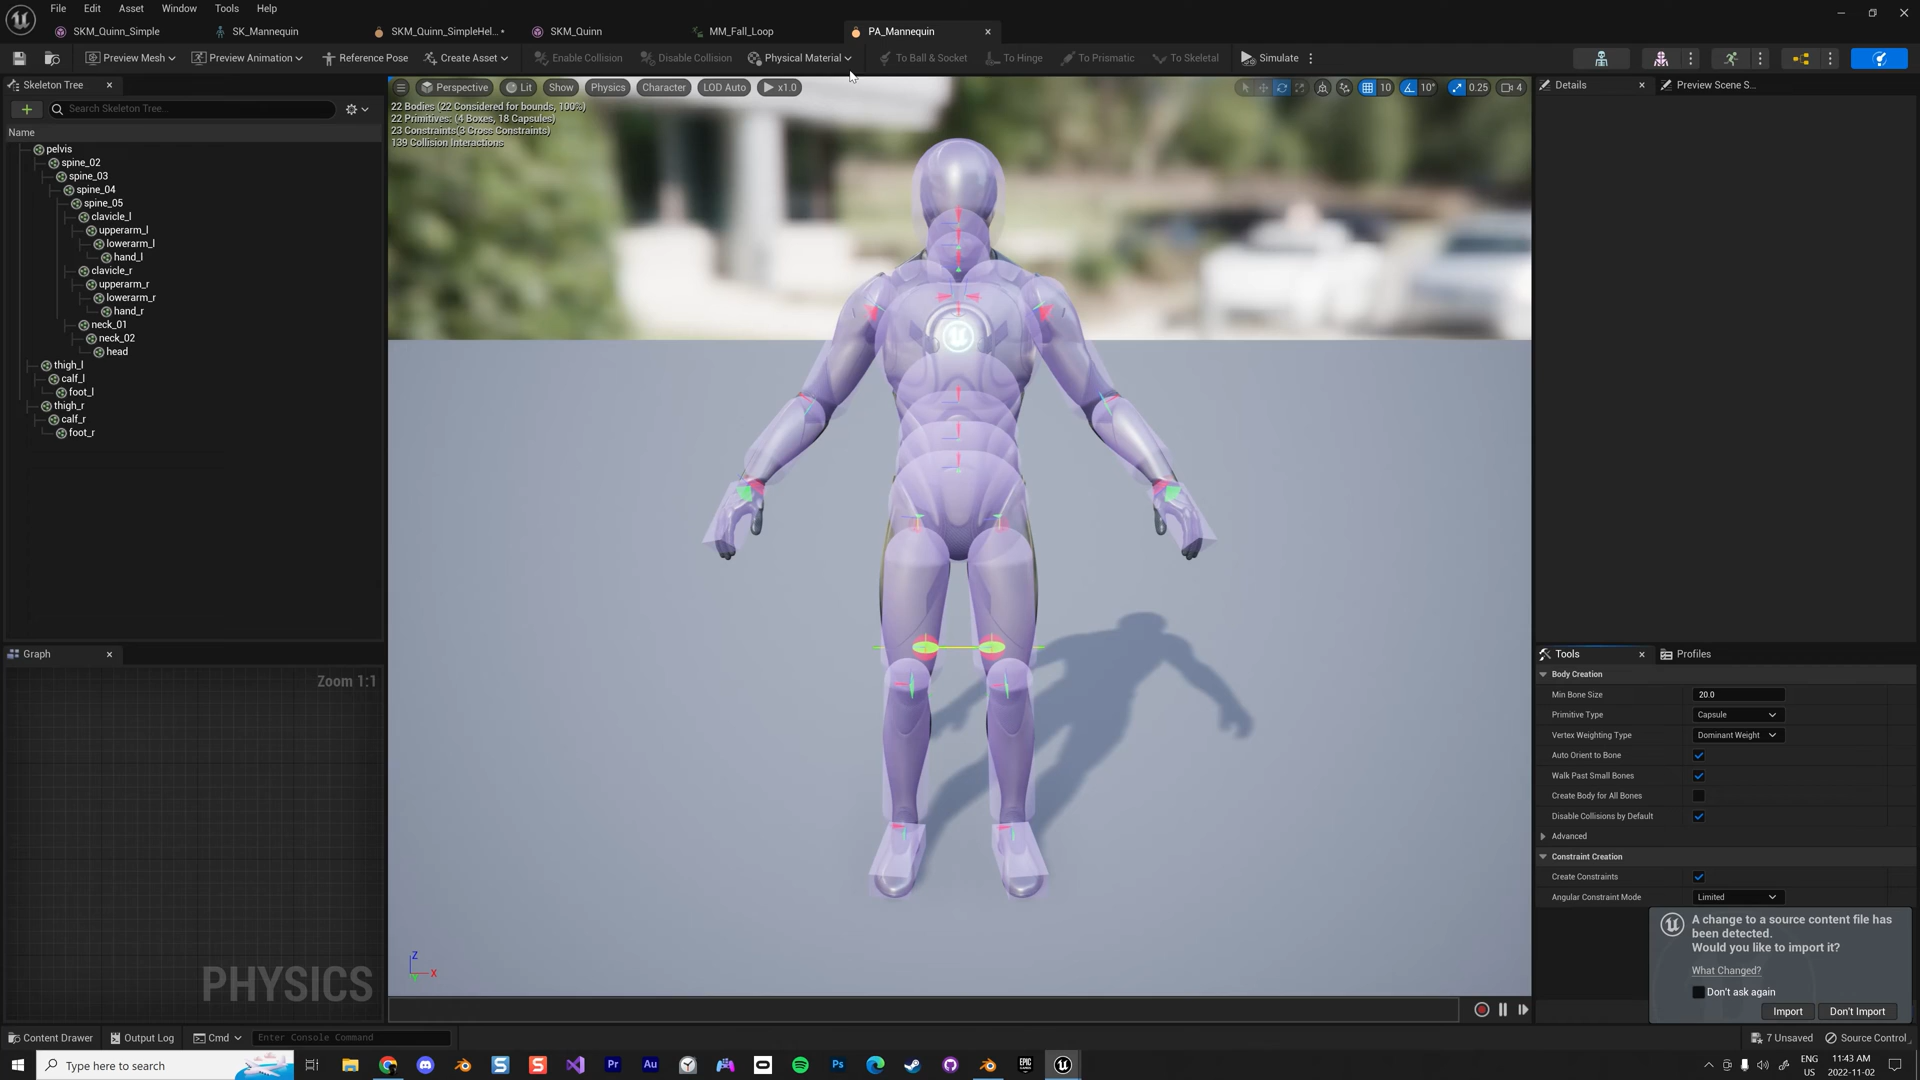 File Edit Asset Window Tools Help
SKM_Quinn_Simple SK_Mannequin SKM_Quinn_SimpleHel...* SKM_Quinn MM_Fall_Loop PA_Mannequin
Preview Mesh Preview Animation Reference Pose Create Asset Enable Collision Disable Collision Physical Material To Ball & Socket To Hinge To Prismatic To Skeletal Simulate
Skeleton Tree
Search Skeleton Tree...
Name
pelvis
spine_02
spine_03
spine_04
spine_05
clavicle_l
upperarm_l
lowerarm_l
hand_l
clavicle_r
upperarm_r
lowerarm_r
hand_r
neck_01
neck_02
head
thigh_l
calf_l
foot_l
thigh_r
calf_r
foot_r
Graph
Zoom 1:1
PHYSICS
Perspective Lit Show Physics Character LOD Auto x1.0 10 10° 0.25 4
22 Bodies (22 Considered for bounds, 100%)
22 Primitives: (4 Boxes, 18 Capsules)
23 Constraints(3 Cross Constraints)
139 Collision Interactions
Z
X
Details Preview Scene S...
Tools Profiles
Body Creation
Min Bone Size 20.0
Primitive Type Capsule
Vertex Weighting Type Dominant Weight
Auto Orient to Bone
Walk Past Small Bones
Create Body for All Bones
Disable Collisions by Default
Advanced
Constraint Creation
Create Constraints
Angular Constraint Mode Limited
A change to a source content file has
been detected.
Would you like to import it?
What Changed?
Don't ask again
Import Don't Import
Content Drawer Output Log Cmd Enter Console Command 7 Unsaved Source Control
Type here to search
Pr Au Ps EPIC GAMES
ENG
US
11:43 AM
2022-11-02